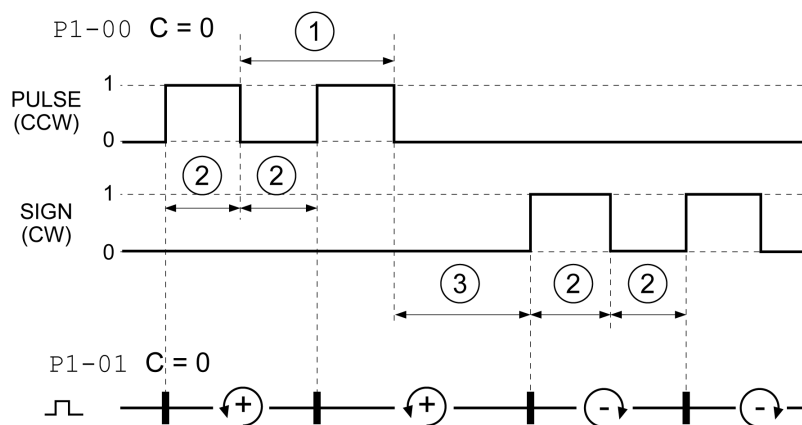 P1-00 C = 0
1
PULSE
(CCW)
1
0
2 2
SIGN
(CW)
1
0
3 2 2
P1-01 C = 0
+ + - -